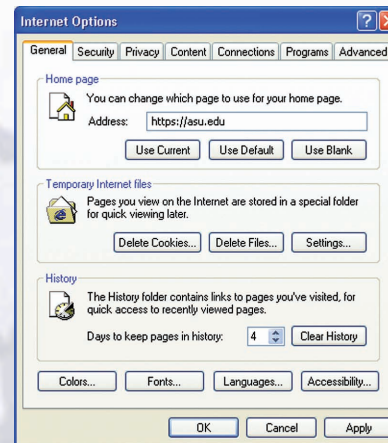 Internet Options
General Security Privacy Content Connections Programs Advanced
Home page
You can change which page to use for your home page.
Address: https://asu.edu
Use Current Use Default Use Blank
Temporary Internet files
Pages you view on the Internet are stored in a special folder
for quick viewing later.
Delete Cookies... Delete Files... Settings...
History
The History folder contains links to pages you've visited, for
quick access to recently viewed pages.
Days to keep pages in history: 4 Clear History
Colors... Fonts... Languages... Accessibility...
OK Cancel Apply